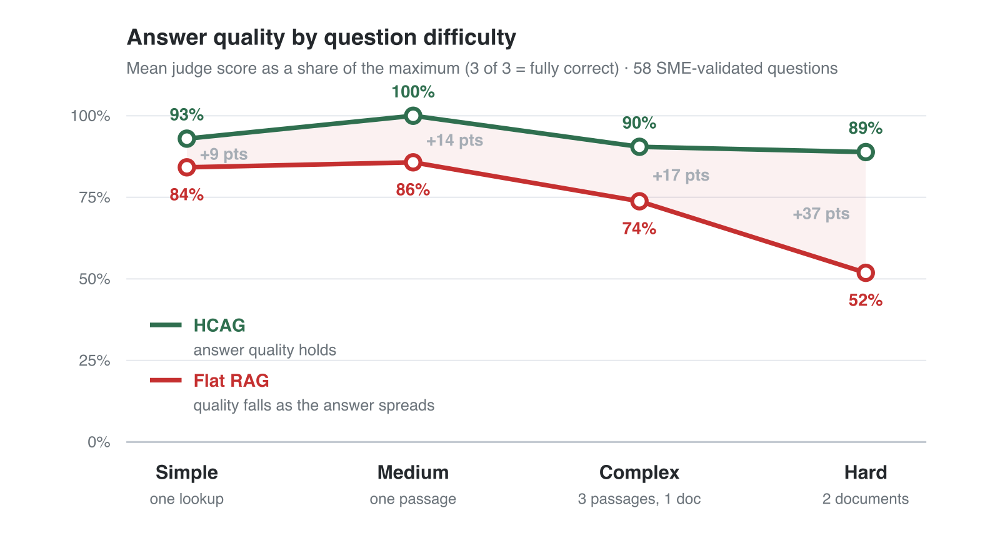 Answer quality by question difficulty
Mean judge score as a share of the maximum (3 of 3 = fully correct) · 58 SME-validated questions
100%
93%
100%
90%
89%
+9 pts
+14 pts
+17 pts
+37 pts
84%
86%
74%
52%
75%
50%
25%
0%
HCAG
answer quality holds
Flat RAG
quality falls as the answer spreads
Simple
one lookup
Medium
one passage
Complex
3 passages, 1 doc
Hard
2 documents